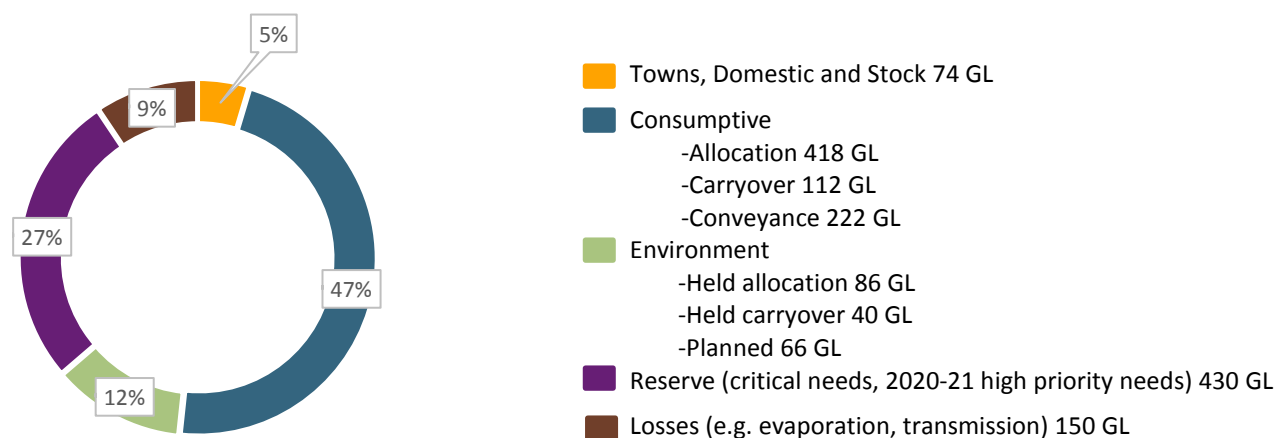 5%
9%
27%
47%
12%
Towns, Domestic and Stock 74 GL
Consumptive
-Allocation 418 GL
-Carryover 112 GL
-Conveyance 222 GL
Environment
-Held allocation 86 GL
-Held carryover 40 GL
-Planned 66 GL
Reserve (critical needs, 2020-21 high priority needs) 430 GL
Losses (e.g. evaporation, transmission) 150 GL